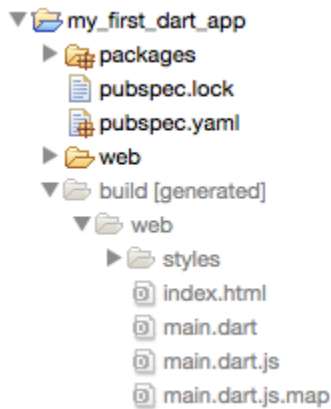 my_first_dart_app
packages
pubspec.lock
pubspec.yaml
web
build [generated]
web
styles
index.html
main.dart
main.dart.js
main.dart.js.map